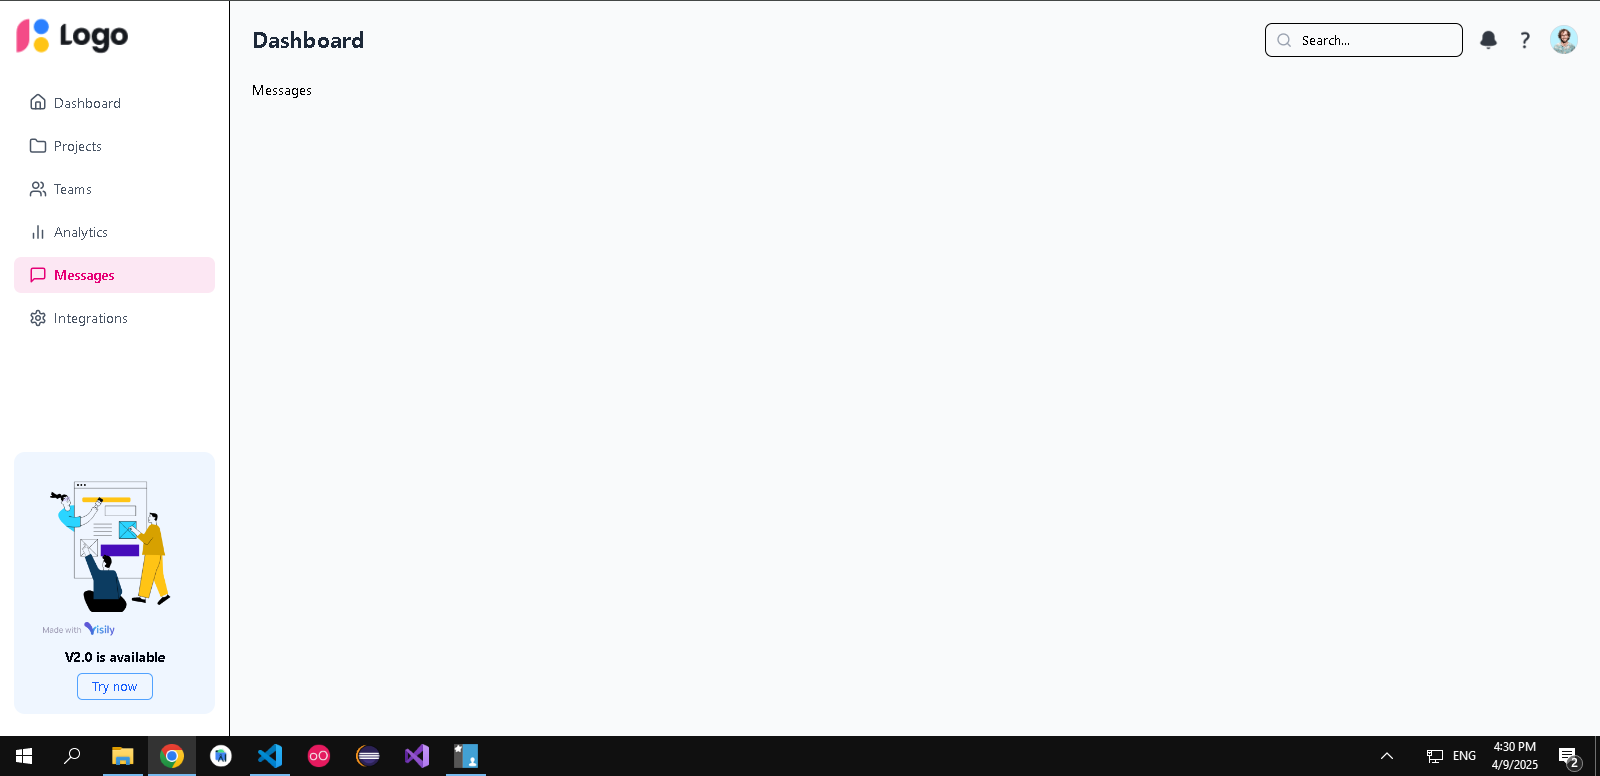 Logo
Dashboard
Projects
Teams
Analytics
Messages
Integrations
Made with Visily
V2.0 is available
Try now
Dashboard
Search...
?
Messages
ENG
4:30 PM
4/9/2025
2